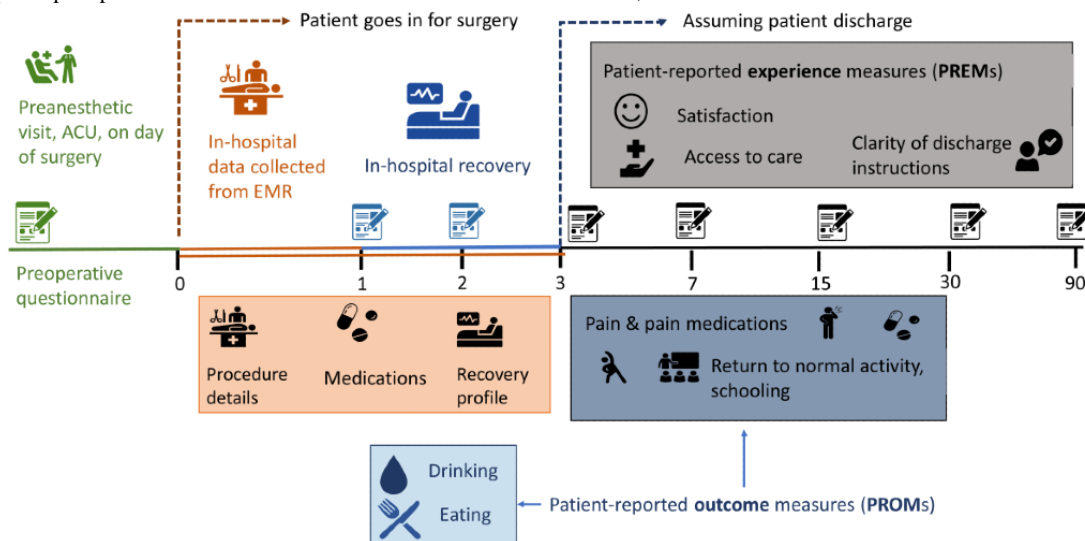 Patient goes in for surgery
Assuming patient discharge
Preanesthetic
visit, ACU, on day
of surgery
In-hospital
data collected
from EMR
In-hospital recovery
Patient-reported experience measures (PREMs)
Satisfaction
Access to care
Clarity of discharge
instructions
Preoperative
questionnaire
0
1
2
3
7
15
30
90
Procedure
details
Medications
Recovery
profile
Pain & pain medications
Return to normal activity,
schooling
Drinking
Eating
Patient-reported outcome measures (PROMs)